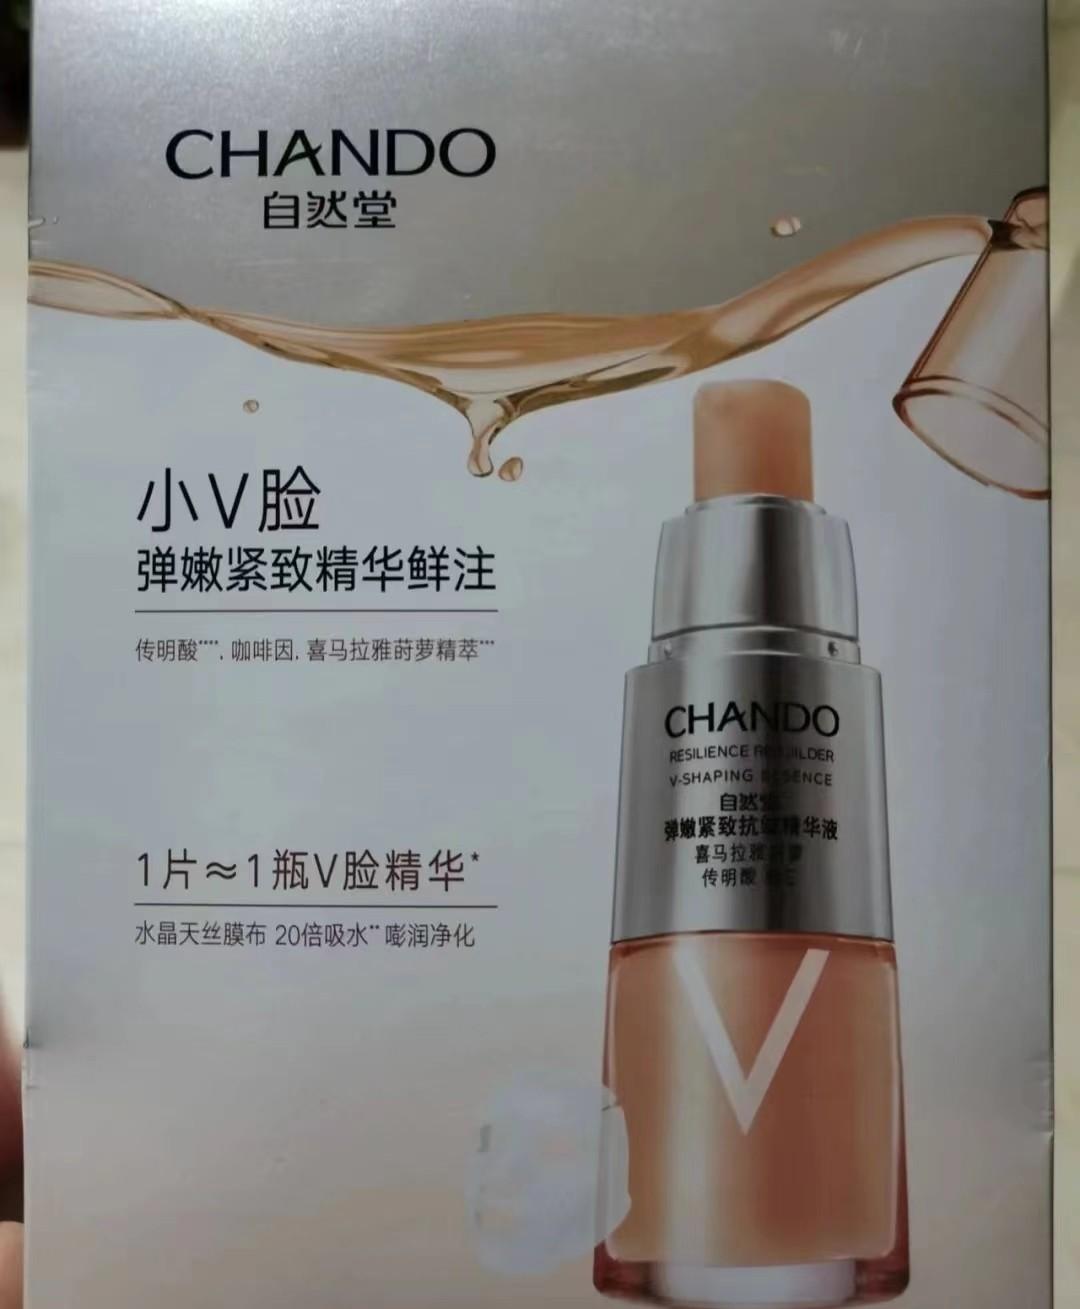 CHANDO
自然堂
小V脸
弹嫩紧致精华鲜注
传明酸****. 咖啡因. 喜马拉雅莳萝精萃***
1片≈1瓶V脸精华*
水晶天丝膜布 20倍吸水** 嘭润净化
CHANDO
RESILIENCE
V-SHAPING
自然堂
弹嫩紧致抗皱精华液
喜马拉雅莳萝
传明酸
V